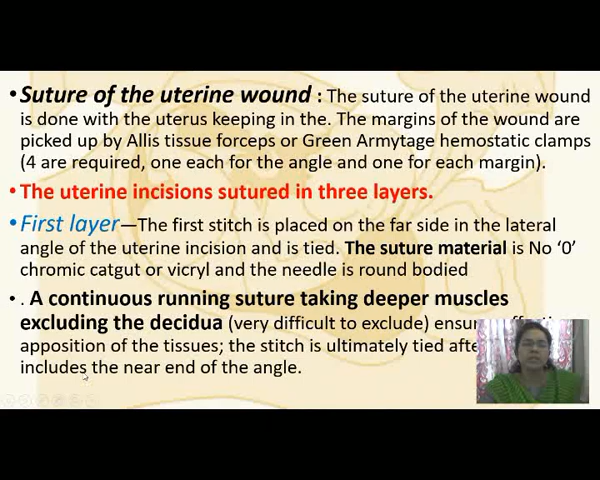 •Suture of the uterine wound : The suture of the uterine wound
is done with the uterus keeping in the. The margins of the wound are
picked up by Allis tissue forceps or Green Armytage hemostatic clamps
(4 are required, one each for the angle and one for each margin).
•The uterine incisions sutured in three layers.
•First layer—The first stitch is placed on the far side in the lateral
angle of the uterine incision and is tied. The suture material is No ‘0’
chromic catgut or vicryl and the needle is round bodied
• . A continuous running suture taking deeper muscles
excluding the decidua (very difficult to exclude)
apposition of the tissues; the stitch is ultimately tied
includes the near end of the angle.